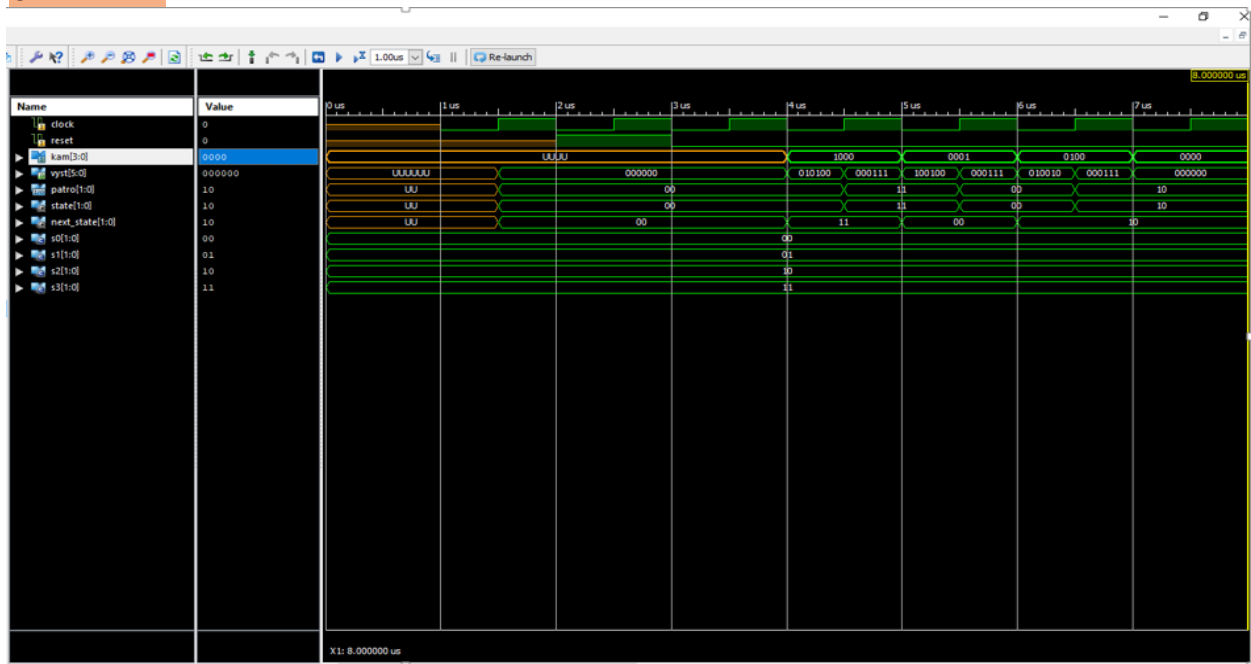 1.00us Re-launch
8.000000 us
Name Value 0 us 1 us 2 us 3 us 4 us 5 us 6 us 7 us
clock 0
reset 0
kam[3:0] 0000 UUUU 1000 0001 0100 0000
vyst[5:0] 000000 UUUUUU 000000 010100 000111 100100 000111 010010 000111 000000
patro[1:0] 10 UU 00 11 00 10
state[1:0] 10 UU 00 11 00 10
next_state[1:0] 10 UU 00 11 00 10
s0[1:0] 00 00
s1[1:0] 01 01
s2[1:0] 10 10
s3[1:0] 11 11
X1: 8.000000 us